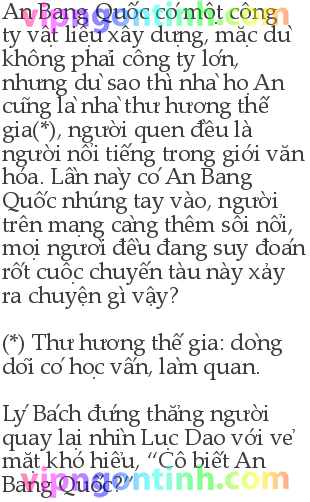 vipngontinh.com
An Bang Quốc có một công
ty vật liệu xây dựng, mặc dù
không phải công ty lớn,
nhưng dù sao thì nhà họ An
cũng là nhà thư hương thế
gia(*), người quen đều là
người nổi tiếng trong giới văn
hóa. Lần này có An Bang
Quốc nhúng tay vào, người
trên mạng càng thêm sôi nổi,
mọi người đều đang suy đoán
rốt cuộc chuyến tàu này xảy
ra chuyện gì vậy?
(*) Thư hương thế gia: dòng
dõi có học vấn, làm quan.
Lý Bách đứng thẳng người
quay lại nhìn Lục Dao với vẻ
mặt khó hiểu, “Cô biết An
Bang Quốc?”
vipngontinh.com